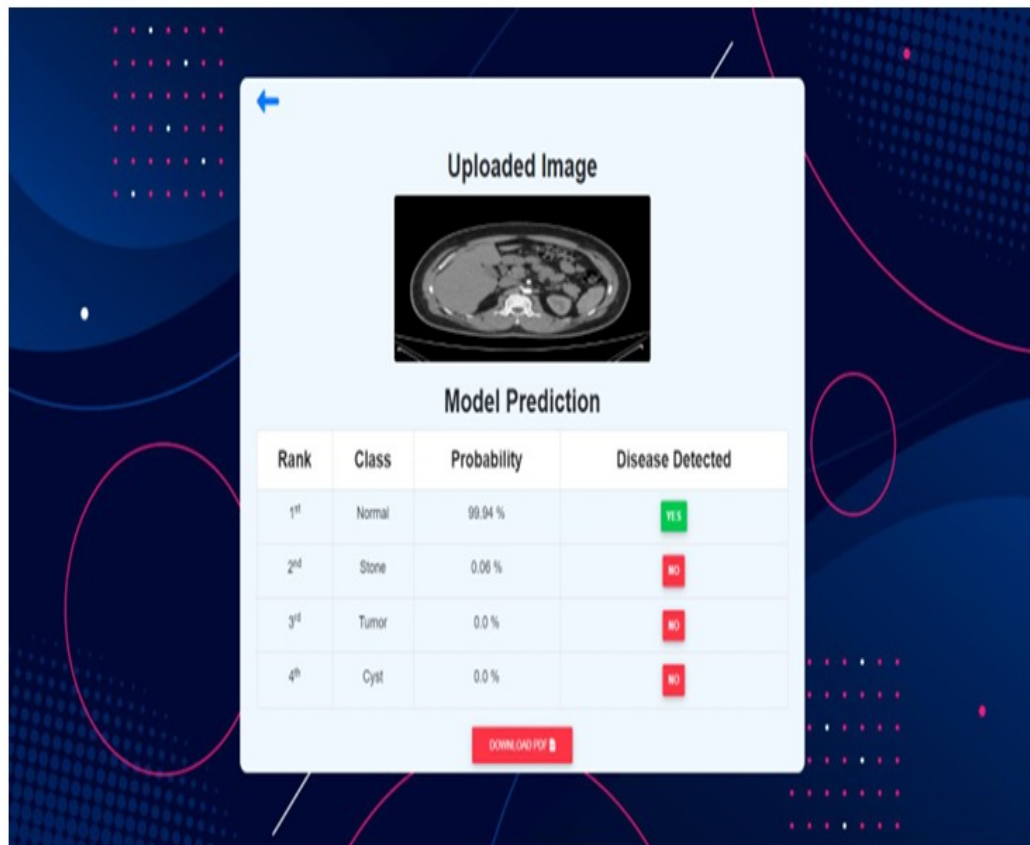 Uploaded Image
Model Prediction
Rank Class Probability Disease Detected
1st Normal 99.94 % YES
2nd Stone 0.06 % NO
3rd Tumor 0.0 % NO
4th Cyst 0.0 % NO
DOWNLOAD PDF